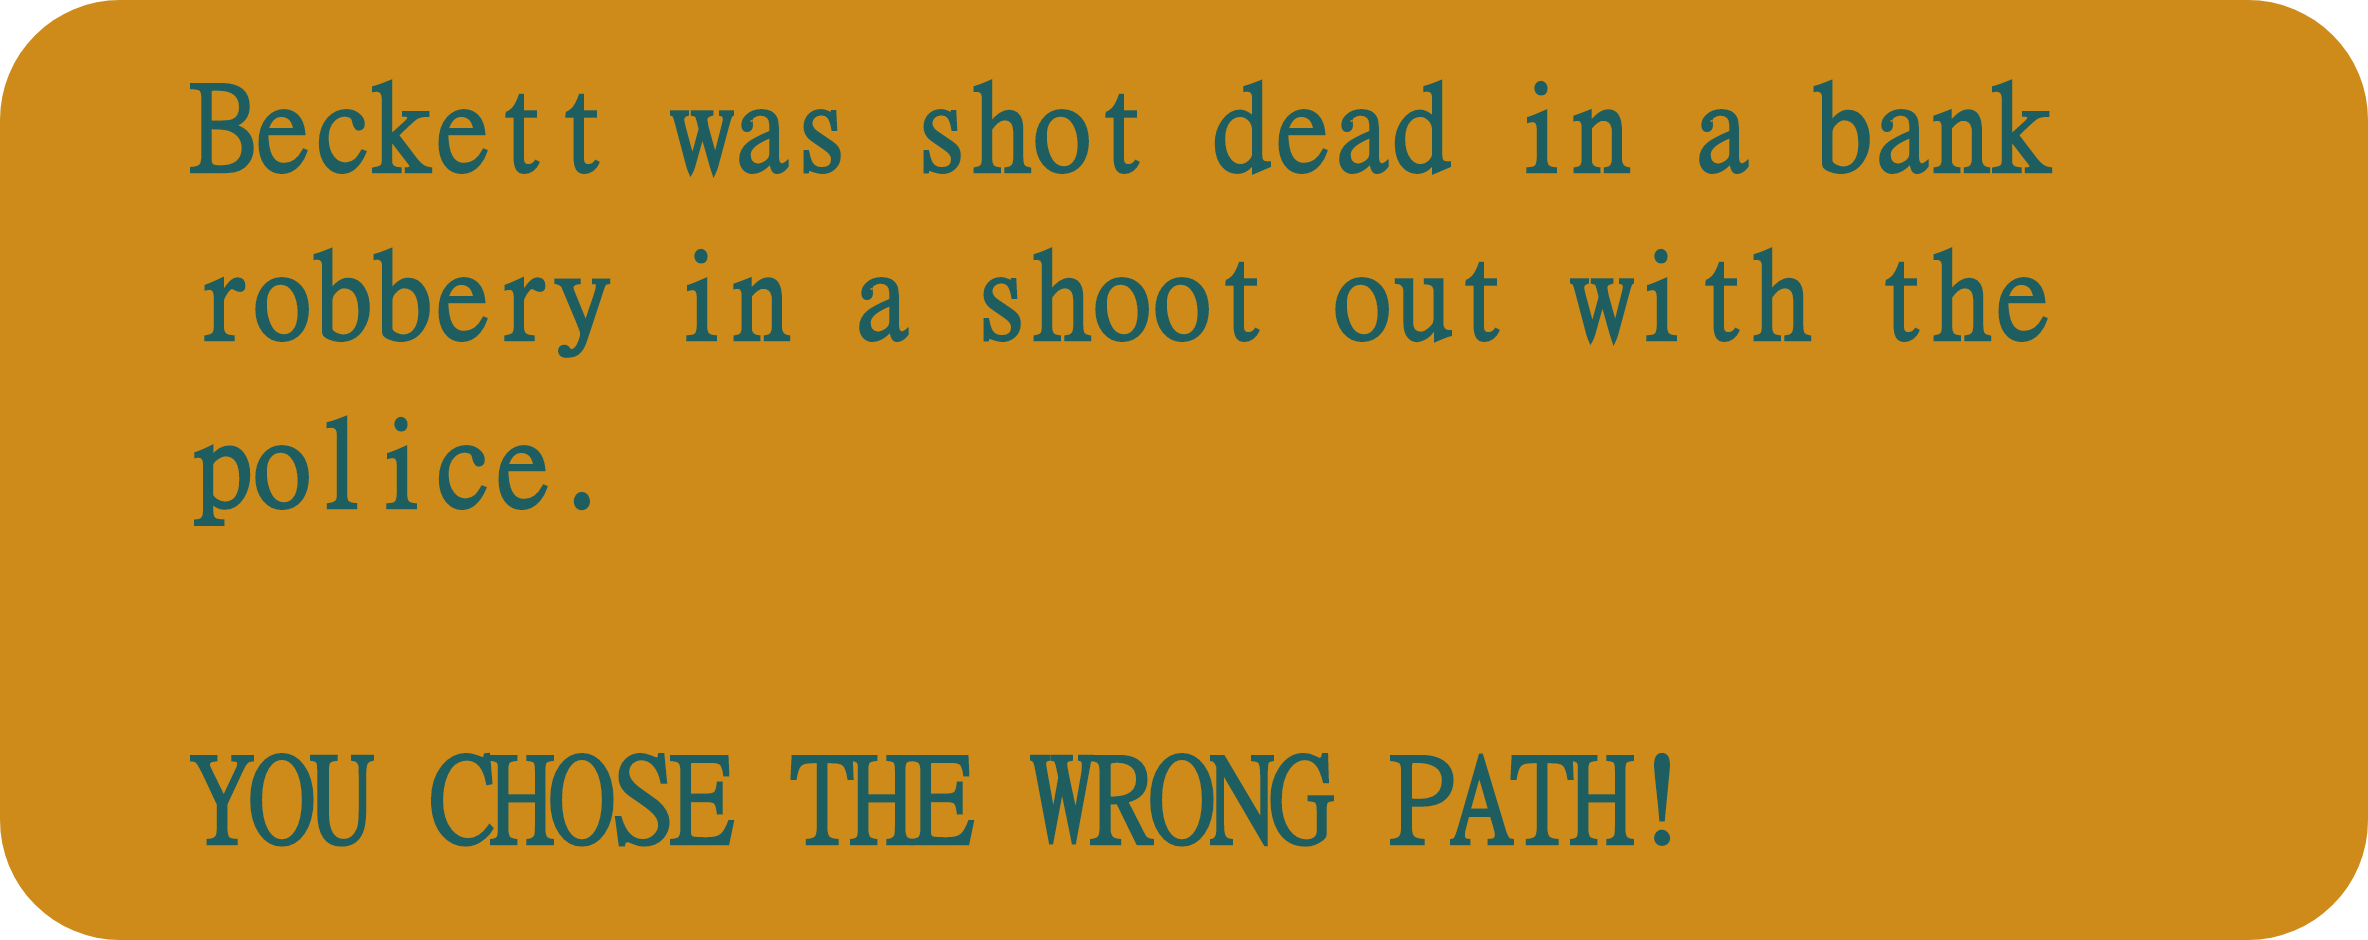 Beckett was shot dead in a bank
robbery in a shoot out with the
police.
YOU CHOSE THE WRONG PATH!